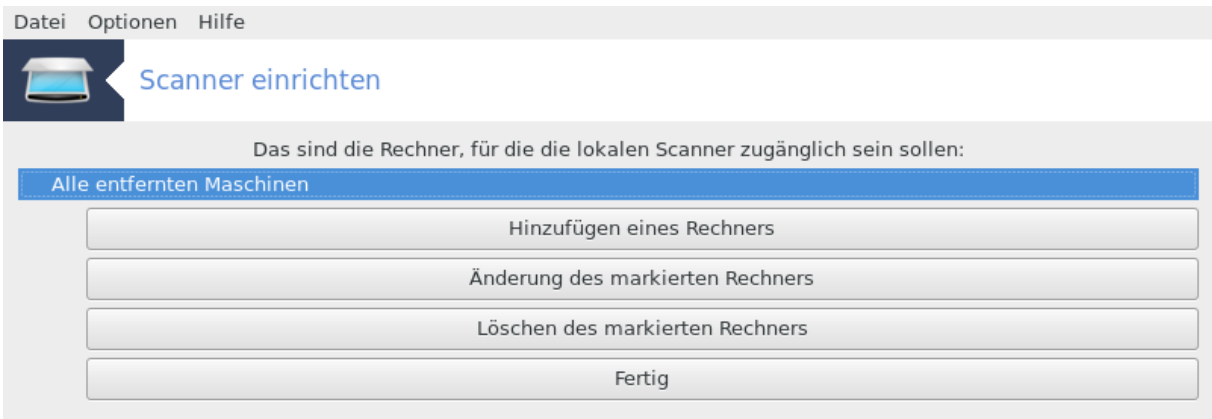 Datei Optionen Hilfe
Scanner einrichten
Das sind die Rechner, für die die lokalen Scanner zugänglich sein sollen:
Alle entfernten Maschinen
Hinzufügen eines Rechners
Änderung des markierten Rechners
Löschen des markierten Rechners
Fertig